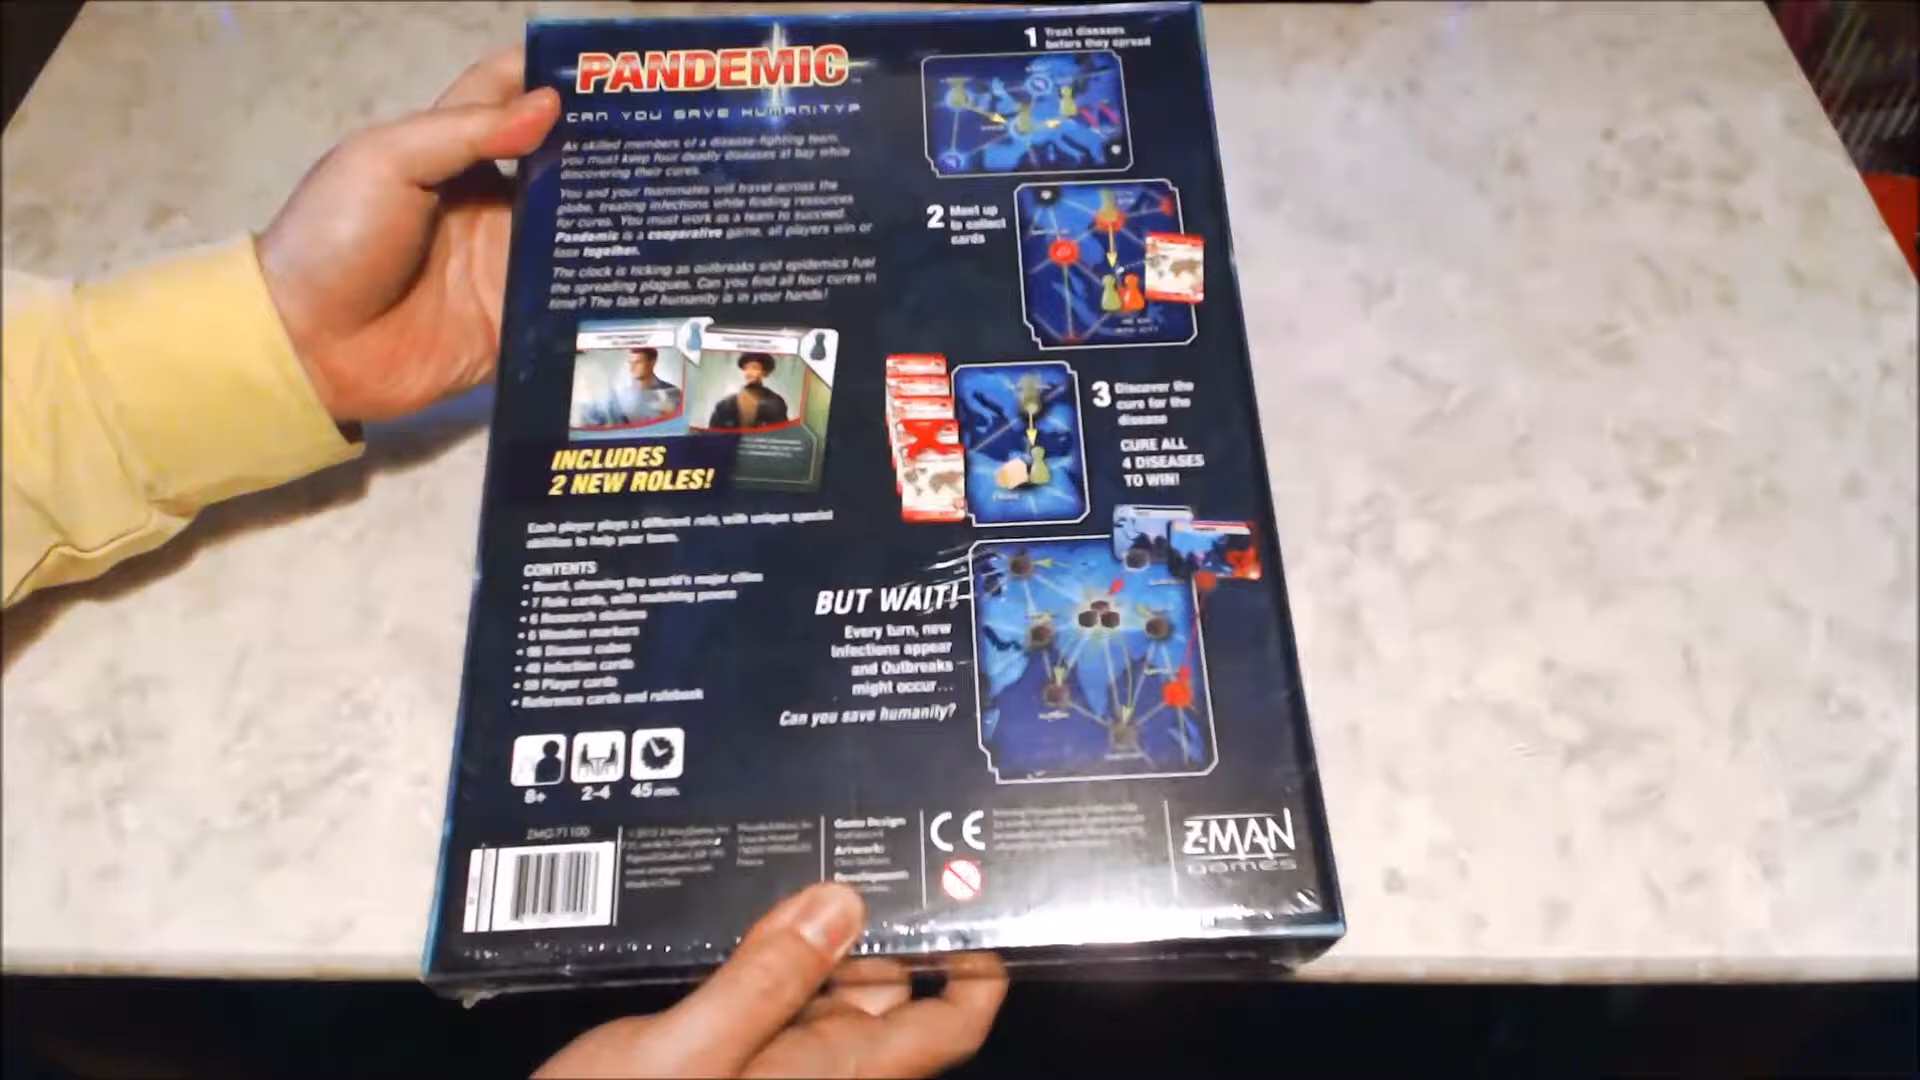 PANDEMIC
CAN YOU SAVE HUMANITY?
As skilled members of a disease-fighting team,
you must keep four deadly diseases at bay while
discovering their cures.
You and your teammates will travel across the
globe, treating infections while finding resources
for cures. You must work as a team to succeed.
Pandemic is a cooperative game, all players win or
lose together.
The clock is ticking as outbreaks and epidemics fuel
the spreading plagues. Can you find all four cures in
time? The fate of humanity is in your hands!
INCLUDES
2 NEW ROLES!
Each player plays a different role, with unique special
abilities to help your team.
CONTENTS
• Board, showing the world's major cities
• 7 Role cards, with matching pawns
• 6 Research stations
• 6 Wooden markers
• 96 Disease cubes
• 48 Infection cards
• 59 Player cards
• Reference cards and rulebook
8+
2-4
45 min.
1 Treat diseases
before they spread
2 Meet up
to collect
cards
3 Discover the
cure for the
disease
CURE ALL
4 DISEASES
TO WIN!
BUT WAIT!
Every turn, new
Infections appear
and Outbreaks
might occur...
Can you save humanity?
ZMG 71100
Game Design:
Artwork:
Development:
CE
Z-MAN
games